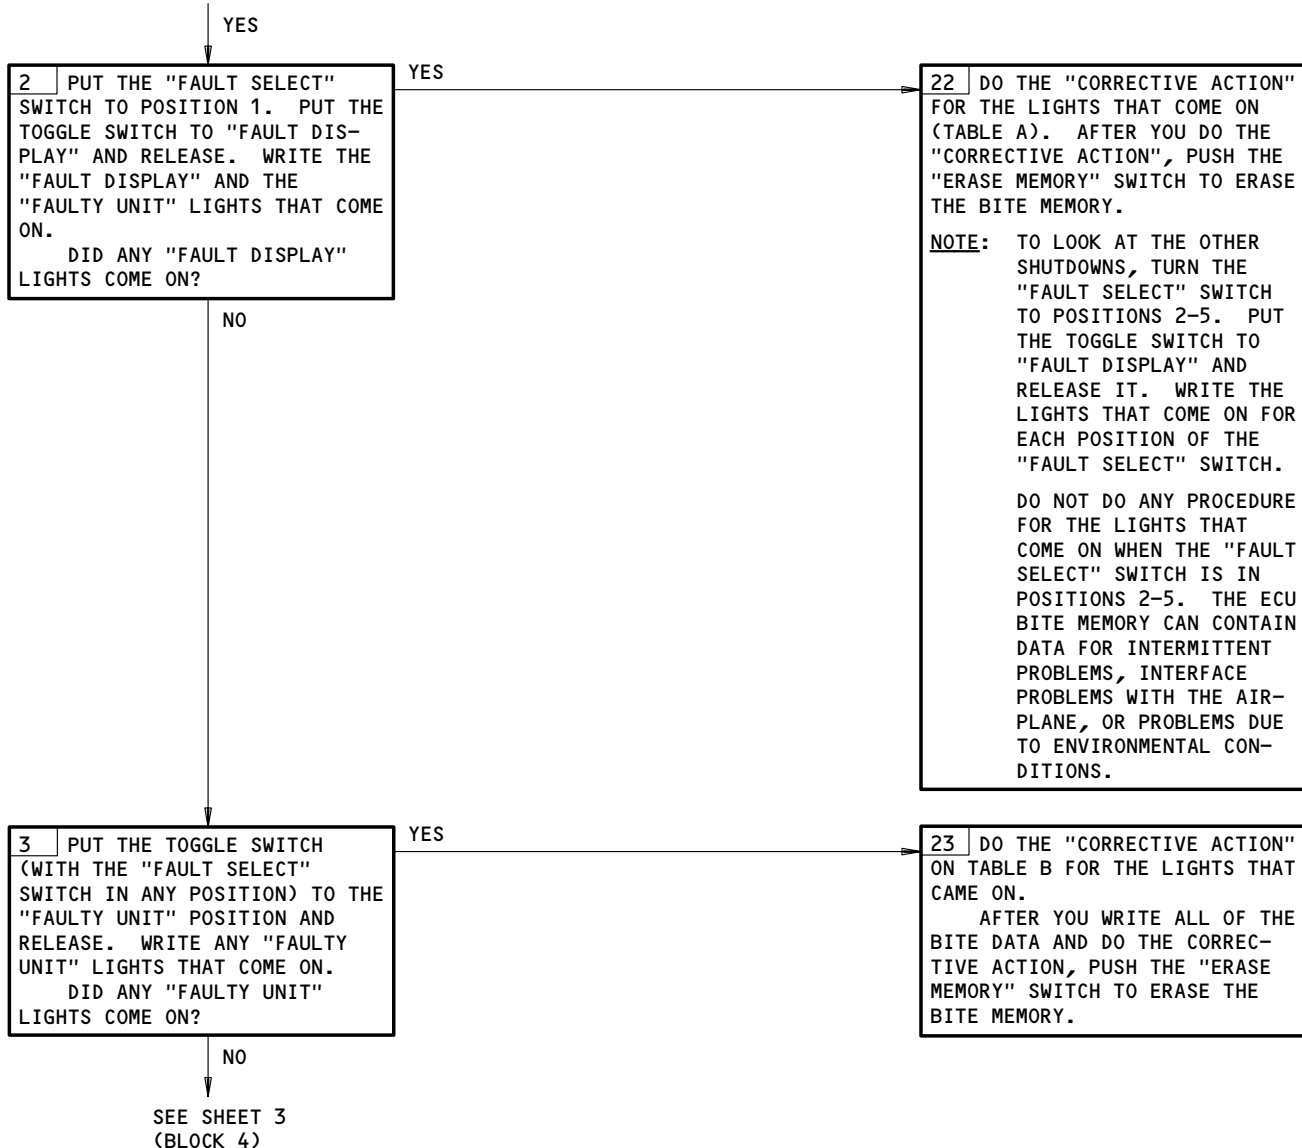 YES
2 PUT THE "FAULT SELECT"
SWITCH TO POSITION 1. PUT THE
TOGGLE SWITCH TO "FAULT DIS-
PLAY" AND RELEASE. WRITE THE
"FAULT DISPLAY" AND THE
"FAULTY UNIT" LIGHTS THAT COME
ON.
DID ANY "FAULT DISPLAY"
LIGHTS COME ON?
YES
22 DO THE "CORRECTIVE ACTION"
FOR THE LIGHTS THAT COME ON
(TABLE A). AFTER YOU DO THE
"CORRECTIVE ACTION", PUSH THE
"ERASE MEMORY" SWITCH TO ERASE
THE BITE MEMORY.
NOTE: TO LOOK AT THE OTHER
SHUTDOWNS, TURN THE
"FAULT SELECT" SWITCH
TO POSITIONS 2-5. PUT
THE TOGGLE SWITCH TO
"FAULT DISPLAY" AND
RELEASE IT. WRITE THE
LIGHTS THAT COME ON FOR
EACH POSITION OF THE
"FAULT SELECT" SWITCH.
DO NOT DO ANY PROCEDURE
FOR THE LIGHTS THAT
COME ON WHEN THE "FAULT
SELECT" SWITCH IS IN
POSITIONS 2-5. THE ECU
BITE MEMORY CAN CONTAIN
DATA FOR INTERMITTENT
PROBLEMS, INTERFACE
PROBLEMS WITH THE AIR-
PLANE, OR PROBLEMS DUE
TO ENVIRONMENTAL CON-
DITIONS.
NO
3 PUT THE TOGGLE SWITCH
(WITH THE "FAULT SELECT"
SWITCH IN ANY POSITION) TO THE
"FAULTY UNIT" POSITION AND
RELEASE. WRITE ANY "FAULTY
UNIT" LIGHTS THAT COME ON.
DID ANY "FAULTY UNIT"
LIGHTS COME ON?
YES
23 DO THE "CORRECTIVE ACTION"
ON TABLE B FOR THE LIGHTS THAT
CAME ON.
AFTER YOU WRITE ALL OF THE
BITE DATA AND DO THE CORREC-
TIVE ACTION, PUSH THE "ERASE
MEMORY" SWITCH TO ERASE THE
BITE MEMORY.
NO
SEE SHEET 3
(BLOCK 4)